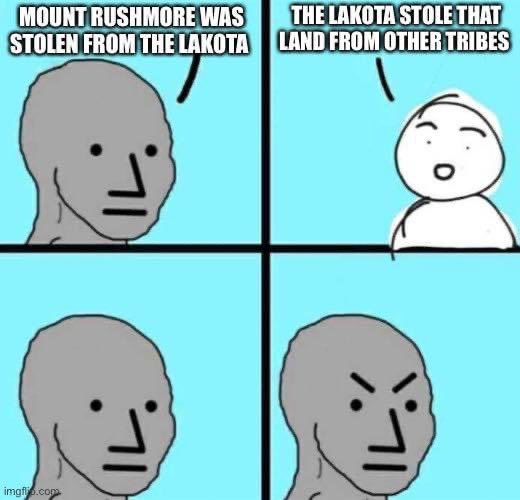 MOUNT RUSHMORE WAS
STOLEN FROM THE LAKOTA
THE LAKOTA STOLE THAT
LAND FROM OTHER TRIBES
imgflip.com